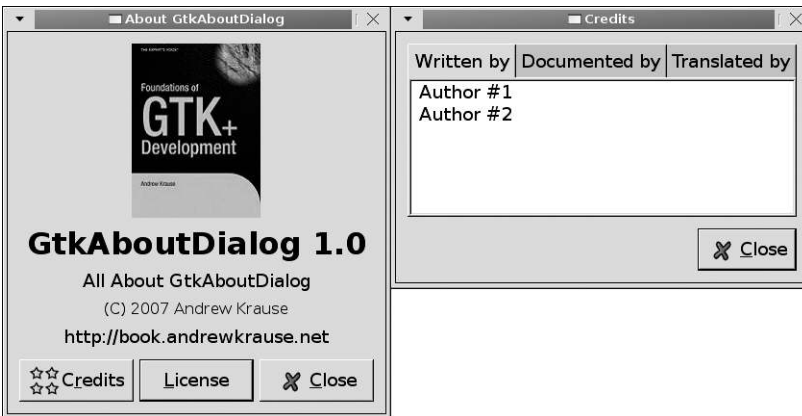 About GtkAboutDialog
THE EXPERT'S VOICE®
Foundations of
GTK+
Development
Andrew Krause
GtkAboutDialog 1.0
All About GtkAboutDialog
(C) 2007 Andrew Krause
http://book.andrewkrause.net
Credits
License
Close
Credits
Written by Documented by Translated by
Author #1
Author #2
Close